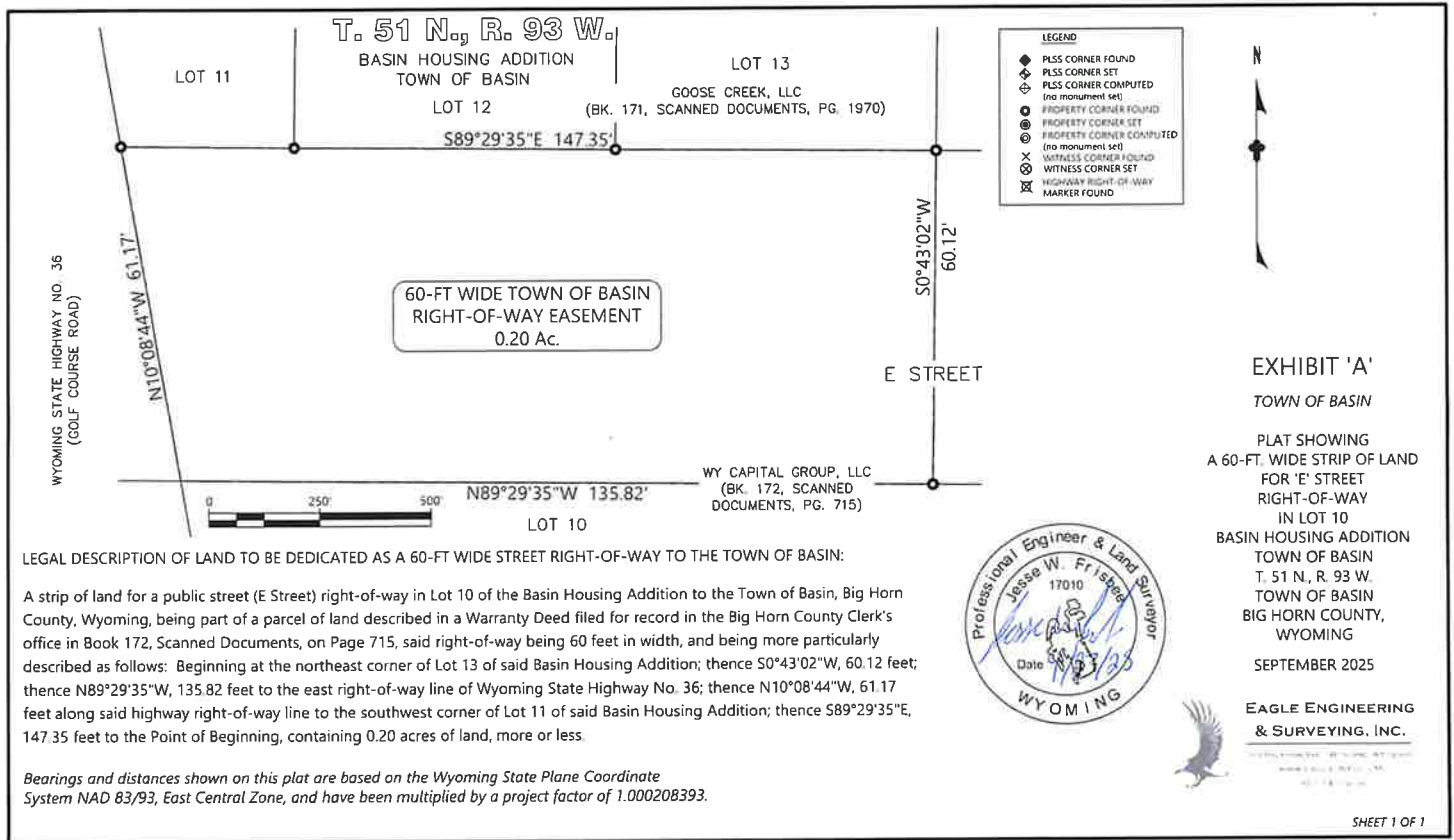 T. 51 N., R. 93 W.
BASIN HOUSING ADDITION
TOWN OF BASIN
LOT 11
LOT 12
LOT 13
GOOSE CREEK, LLC
(BK. 171, SCANNED DOCUMENTS, PG. 1970)
S89°29'35"E 147.35'
LEGEND
PLSS CORNER FOUND
PLSS CORNER SET
PLSS CORNER COMPUTED
(no monument set)
PROPERTY CORNER FOUND
PROPERTY CORNER SET
PROPERTY CORNER COMPUTED
(no monument set)
WITNESS CORNER FOUND
WITNESS CORNER SET
HIGHWAY RIGHT-OF-WAY
MARKER FOUND
N
WYOMING STATE HIGHWAY NO. 36
(GOLF COURSE ROAD)
N10°08'44"W 61.17'
60-FT WIDE TOWN OF BASIN
RIGHT-OF-WAY EASEMENT
0.20 Ac.
S0°43'02"W
60.12'
E STREET
WY CAPITAL GROUP, LLC
(BK. 172, SCANNED
DOCUMENTS, PG. 715)
N89°29'35"W 135.82'
LOT 10
0 250' 500'
EXHIBIT 'A'
TOWN OF BASIN
PLAT SHOWING
A 60-FT. WIDE STRIP OF LAND
FOR 'E' STREET
RIGHT-OF-WAY
IN LOT 10
BASIN HOUSING ADDITION
TOWN OF BASIN
T. 51 N., R. 93 W.
TOWN OF BASIN
BIG HORN COUNTY,
WYOMING
SEPTEMBER 2025
EAGLE ENGINEERING
& SURVEYING, INC.
LEGAL DESCRIPTION OF LAND TO BE DEDICATED AS A 60-FT WIDE STREET RIGHT-OF-WAY TO THE TOWN OF BASIN:
A strip of land for a public street (E Street) right-of-way in Lot 10 of the Basin Housing Addition to the Town of Basin, Big Horn
County, Wyoming, being part of a parcel of land described in a Warranty Deed filed for record in the Big Horn County Clerk's
office in Book 172, Scanned Documents, on Page 715, said right-of-way being 60 feet in width, and being more particularly
described as follows: Beginning at the northeast corner of Lot 13 of said Basin Housing Addition; thence S0°43'02"W, 60.12 feet;
thence N89°29'35"W, 135.82 feet to the east right-of-way line of Wyoming State Highway No. 36; thence N10°08'44"W, 61.17
feet along said highway right-of-way line to the southwest corner of Lot 11 of said Basin Housing Addition; thence S89°29'35"E,
147.35 feet to the Point of Beginning, containing 0.20 acres of land, more or less.
Bearings and distances shown on this plat are based on the Wyoming State Plane Coordinate
System NAD 83/93, East Central Zone, and have been multiplied by a project factor of 1.000208393.
Professional Engineer & Land Surveyor
Jesse W. Frisbee
17010
Date
WYOMING
SHEET 1 OF 1